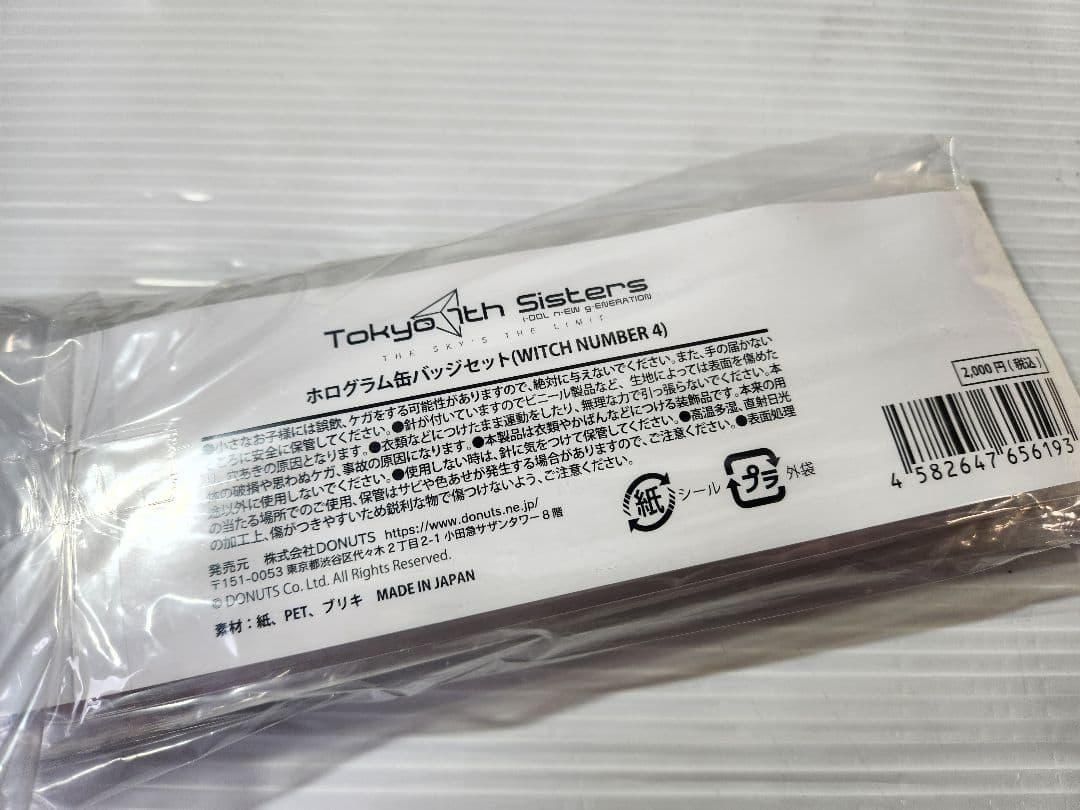 Tokyo 7th Sisters
I-DOL n-EW g-ENERATION
THE SKY'S THE LIMIT
ホログラム缶バッジセット(WITCH NUMBER 4)
●小さなお子様には誤飲、ケガをする可能性がありますので、絶対に与えないでください。また、手の届かない
ころに安全に保管してください。●針が付いていますのでビニール製品など、生地によっては表面を傷めた
穴あきの原因となります。●衣類などにつけたまま運動をしたり、無理な力で引っ張らないでください。本
体の破損や思わぬケガ、事故の原因になります。●本製品は衣類やかばんなどにつける装飾品です。本来の用
途以外に使用しないでください。●使用しない時は、針に気をつけて保管してください。●高温多湿、直射日光
の当たる場所でのご使用、保管はサビや色あせが発生する場合がありますので、ご注意ください。●表面処理
の加工上、傷がつきやすいため鋭利な物で傷つけないよう、ご注意ください。
発売元 株式会社DONUTS https://www.donuts.ne.jp/
〒151-0053 東京都渋谷区代々木2丁目2-1 小田急サザンタワー8階
© DONUTS Co. Ltd. All Rights Reserved.
素材:紙、PET、ブリキ MADE IN JAPAN
紙 シール プラ 外袋
2,000円(税込)
4 582647 656193